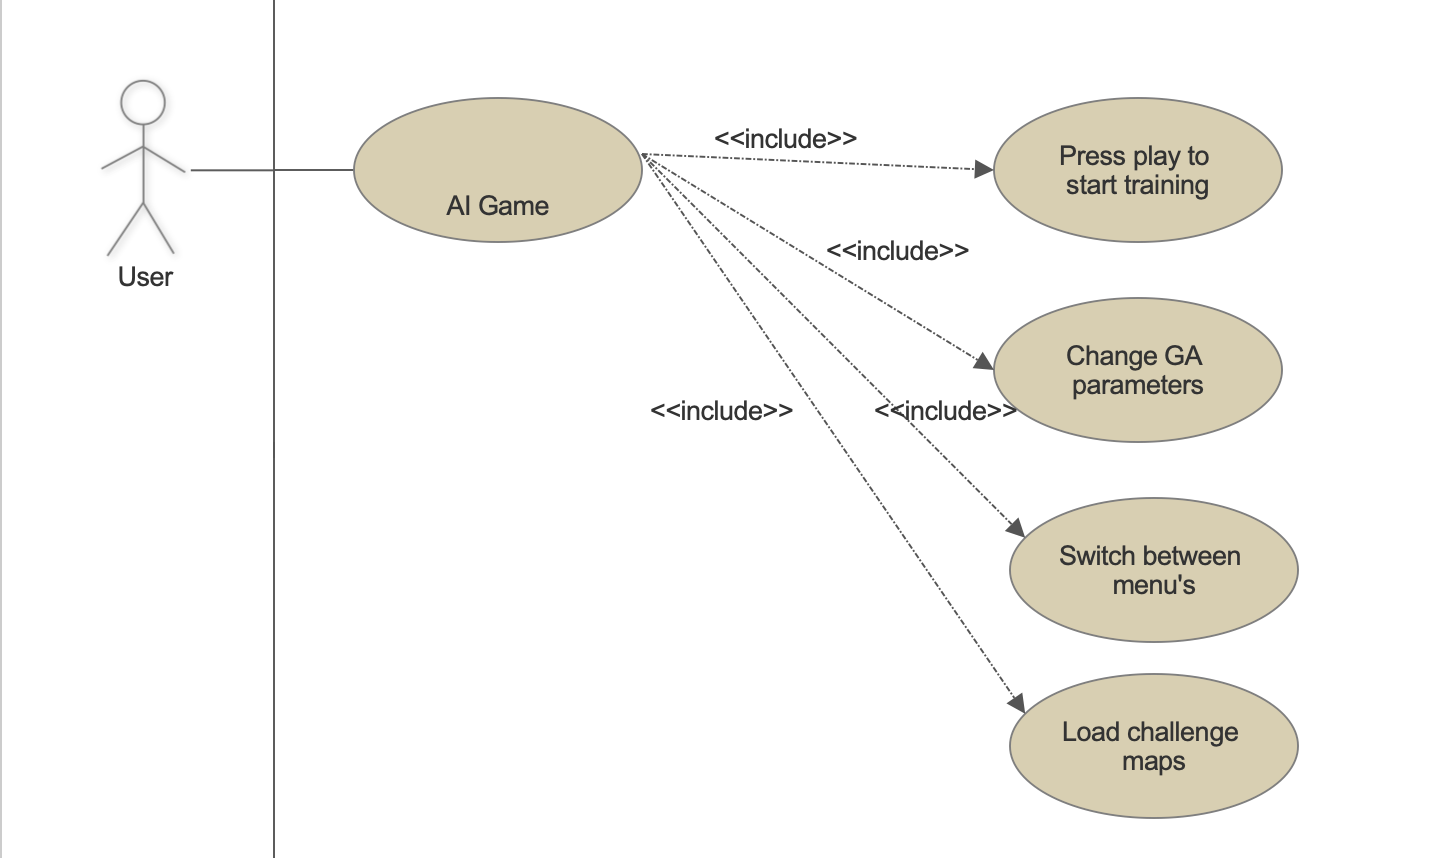 <<include>>
Press play to
start training
AI Game
<<include>>
User
Change GA
parameters
<<include>>
<<include>>
Switch between
menu's
Load challenge
maps